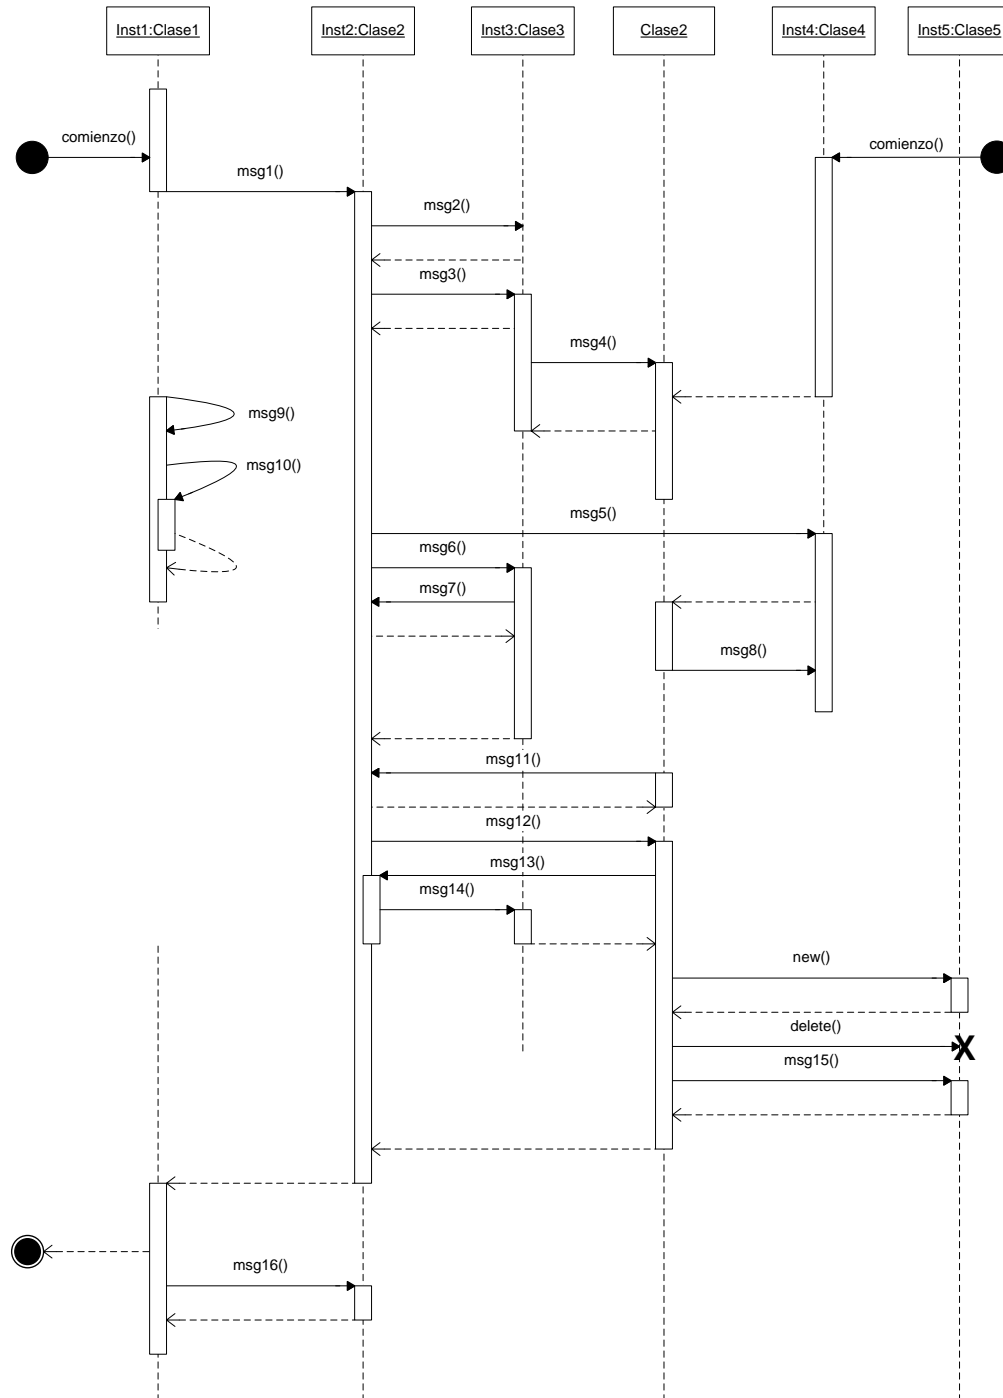 Inst1:Clase1
Inst2:Clase2
Inst3:Clase3
Clase2
Inst4:Clase4
Inst5:Clase5
comienzo()
comienzo()
msg1()
msg2()
msg3()
msg4()
msg9()
msg10()
msg5()
msg6()
msg7()
msg8()
msg11()
msg12()
msg13()
msg14()
new()
delete()
X
msg15()
msg16()